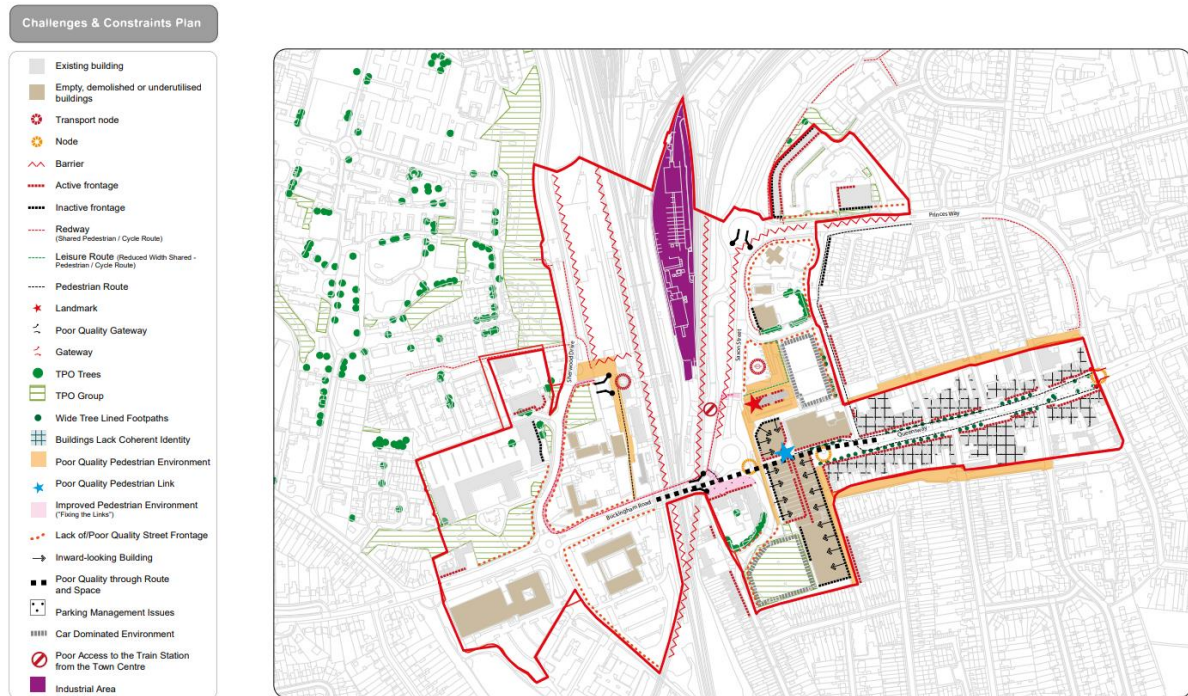 Challenges & Constraints Plan
Existing building
Empty, demolished or underutilised
buildings
Transport node
Node
Barrier
Active frontage
Inactive frontage
Redway
(Shared Pedestrian / Cycle Route)
Leisure Route (Reduced Width Shared -
Pedestrian / Cycle Route)
Pedestrian Route
Landmark
Poor Quality Gateway
Gateway
TPO Trees
TPO Group
Wide Tree Lined Footpaths
Buildings Lack Coherent Identity
Poor Quality Pedestrian Environment
Poor Quality Pedestrian Link
Improved Pedestrian Environment
("Fixing the Links")
Lack of/Poor Quality Street Frontage
Inward-looking Building
Poor Quality through Route
and Space
Parking Management Issues
Car Dominated Environment
Poor Access to the Train Station
from the Town Centre
Industrial Area
Princes Way
Saxon Street
Sherwood Drive
Queensway
Buckingham Road